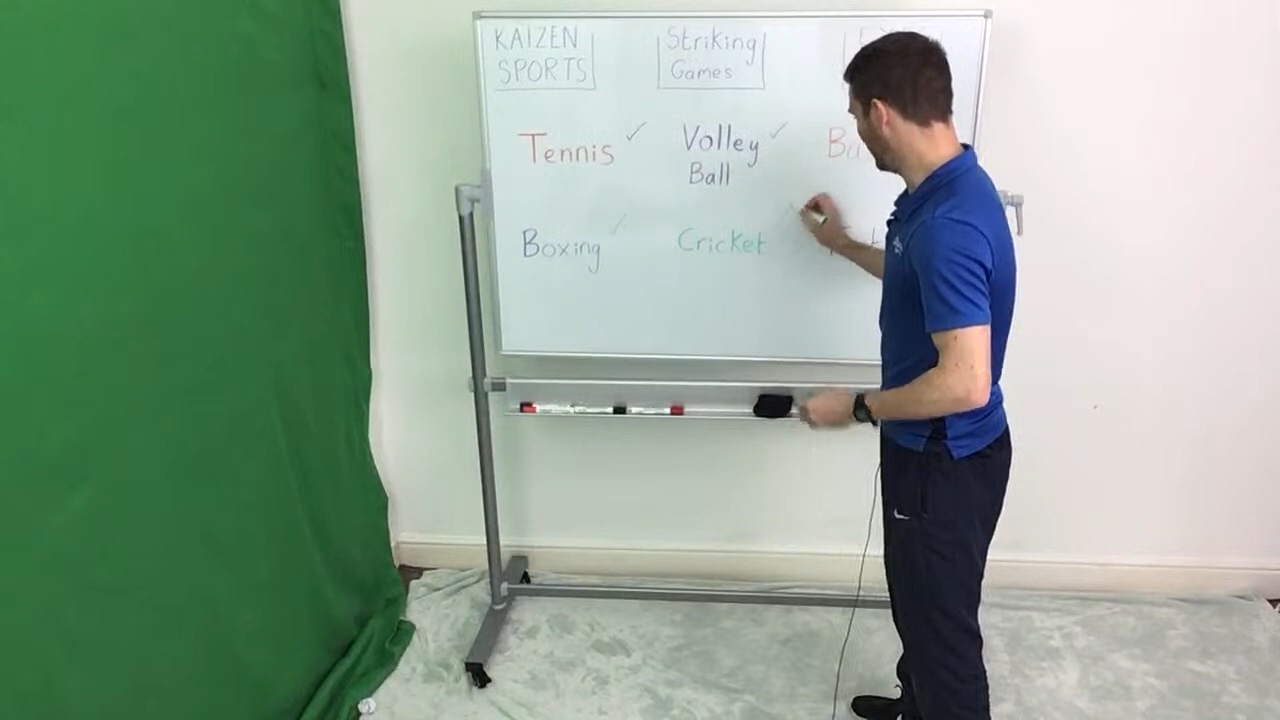 KAIZEN
SPORTS
Striking
Games
Tennis
Volley
Ball
Boxing
Cricket